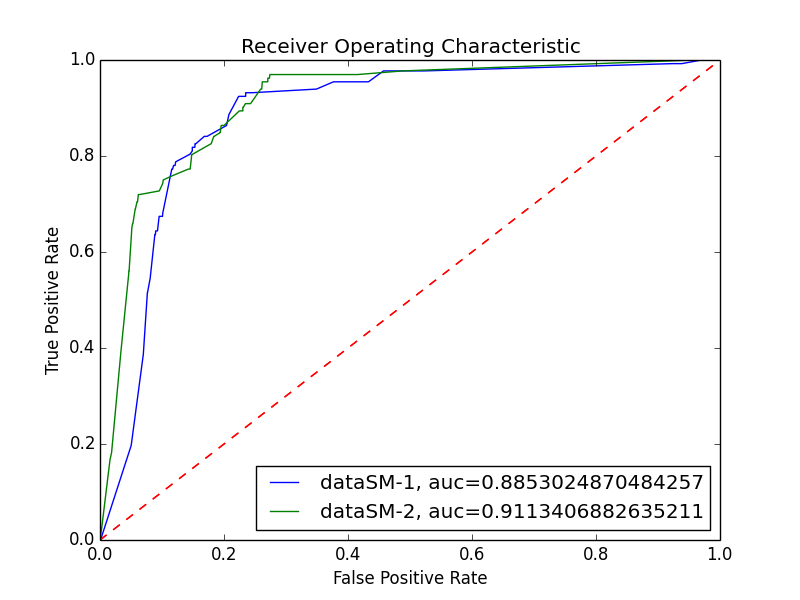 Receiver Operating Characteristic
1.0
0.8
0.6
0.4
0.2
0.0
True Positive Rate
dataSM-1, auc=0.8853024870484257
dataSM-2, auc=0.9113406882635211
0.0 0.2 0.4 0.6 0.8 1.0
False Positive Rate